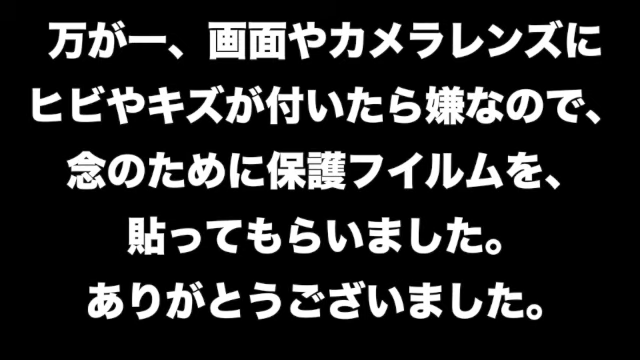 万が一、画面やカメラレンズに
ヒビやキズが付いたら嫌なので、
念のために保護フイルムを、
貼ってもらいました。
ありがとうございました。